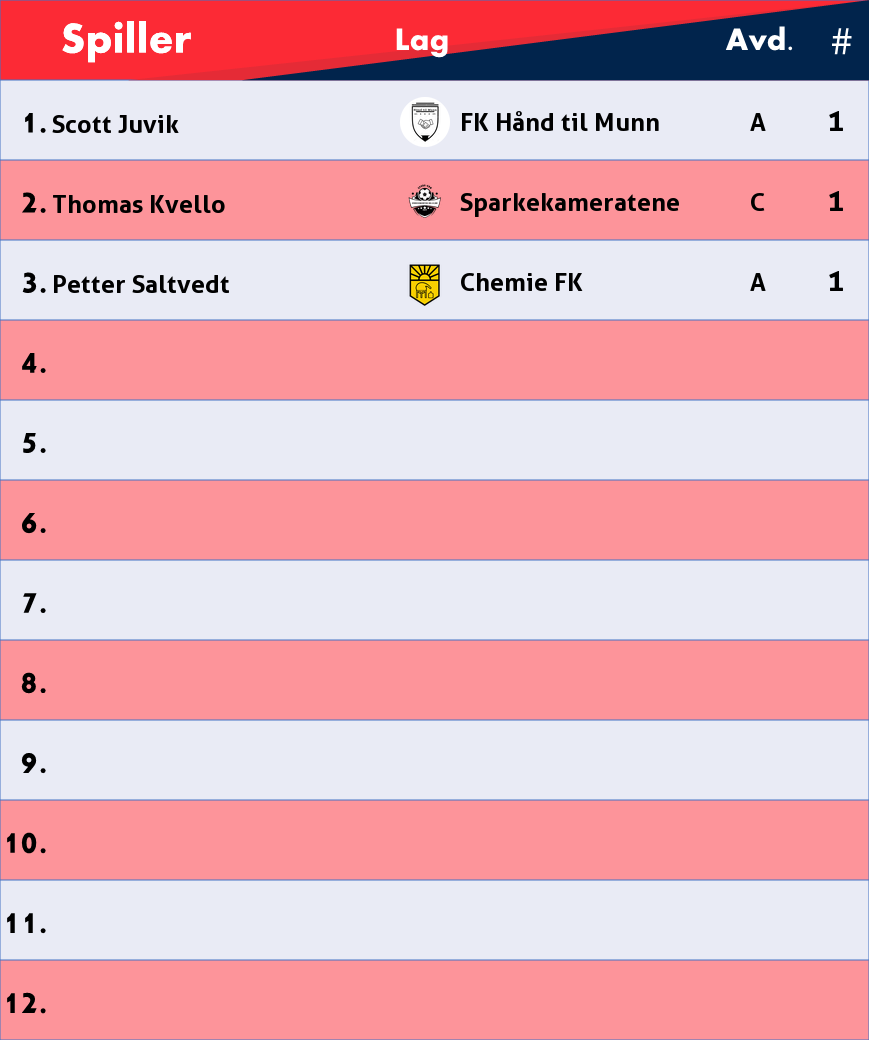 Spiller Lag Avd. #
1. Scott Juvik FK Hånd til Munn A 1
2. Thomas Kvello Sparkekameratene C 1
3. Petter Saltvedt Chemie FK A 1
4.
5.
6.
7.
8.
9.
10.
11.
12.